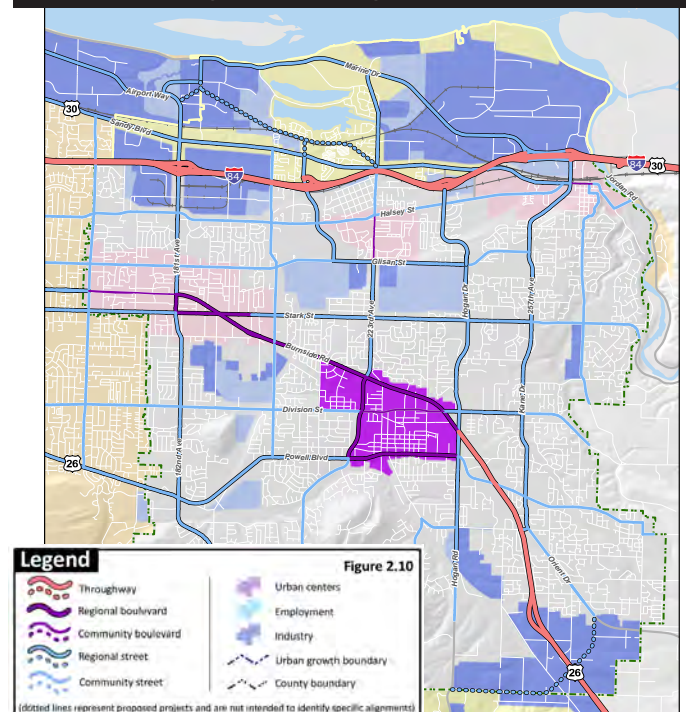 Marine Dr
Airport Way
30
Sandy Blvd
84
84
30
Jordan Rd
Halsey St
181st Ave
Glisan St
223rd Ave
Hogan Dr
257th Ave
Stark St
Burnside Rd
Division St
Kane Dr
182nd Ave
Powell Blvd
26
Hogan Rd
Orient Dr
26
Legend
Figure 2.10
Throughway
Regional boulevard
Community boulevard
Regional street
Community street
Urban centers
Employment
Industry
Urban growth boundary
County boundary
(dotted lines represent proposed projects and are not intended to identify specific alignments)